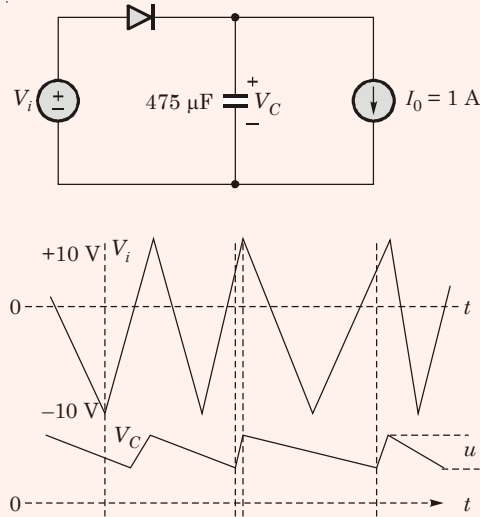 V_i
+
−
475 µF
+
V_C
−
I_0 = 1 A
+10 V
V_i
0
t
−10 V
V_C
u
0
t